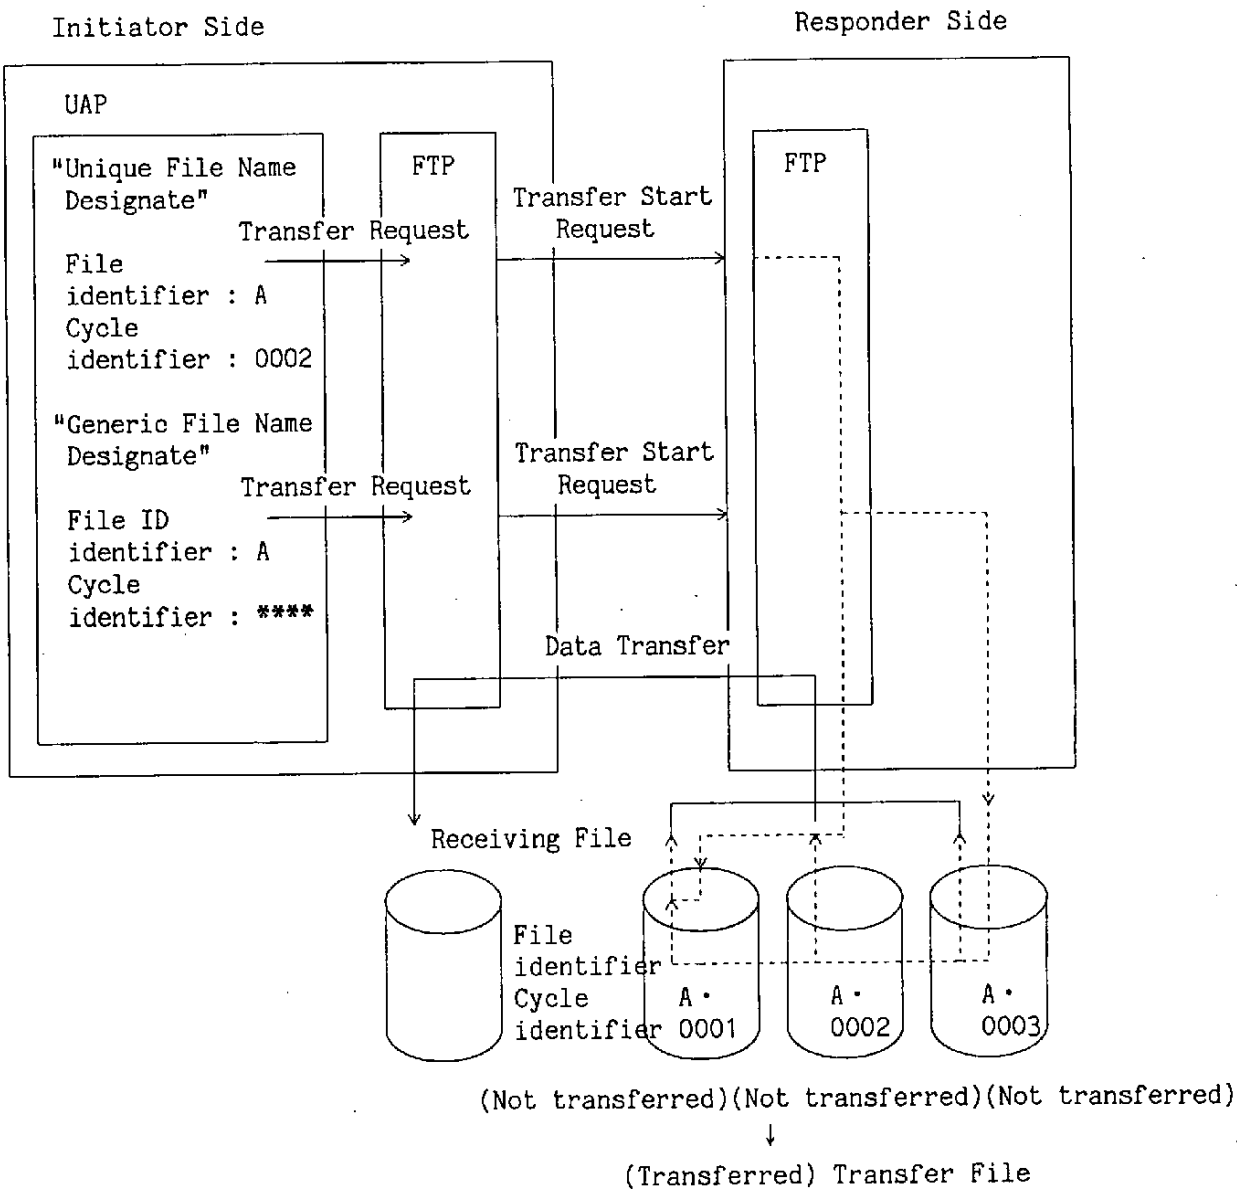 Initiator Side
Responder Side
UAP
"Unique File Name
Designate"
FTP
FTP
Transfer Start
Request
Transfer Request
File
identifier : A
Cycle
identifier : 0002
"Generic File Name
Designate"
Transfer Start
Request
Transfer Request
File ID
identifier : A
Cycle
identifier : ****
Data Transfer
Receiving File
File
identifier
Cycle
identifier
A・
0001
A・
0002
A・
0003
(Not transferred)(Not transferred)(Not transferred)
↓
(Transferred) Transfer File